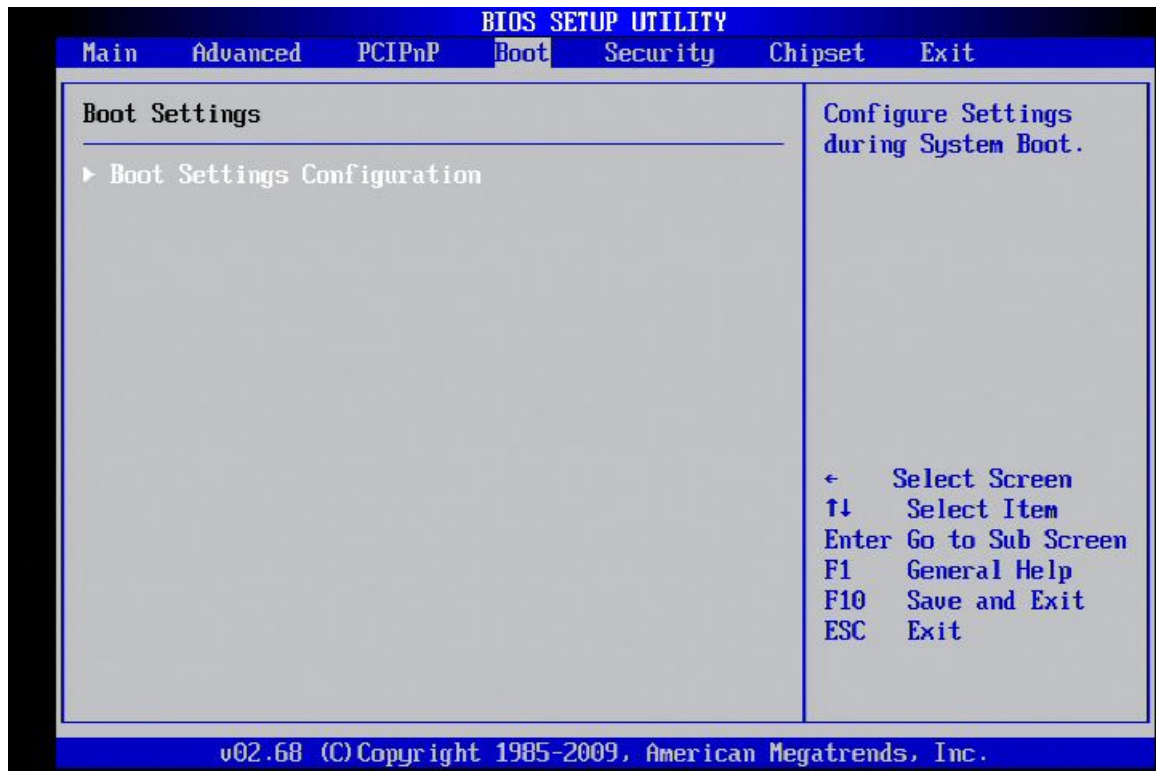 BIOS SETUP UTILITY
Main Advanced PCIPnP Boot Security Chipset Exit
Boot Settings
▶ Boot Settings Configuration
Configure Settings
during System Boot.
← Select Screen
↑↓ Select Item
Enter Go to Sub Screen
F1 General Help
F10 Save and Exit
ESC Exit
v02.68 (C)Copyright 1985-2009, American Megatrends, Inc.